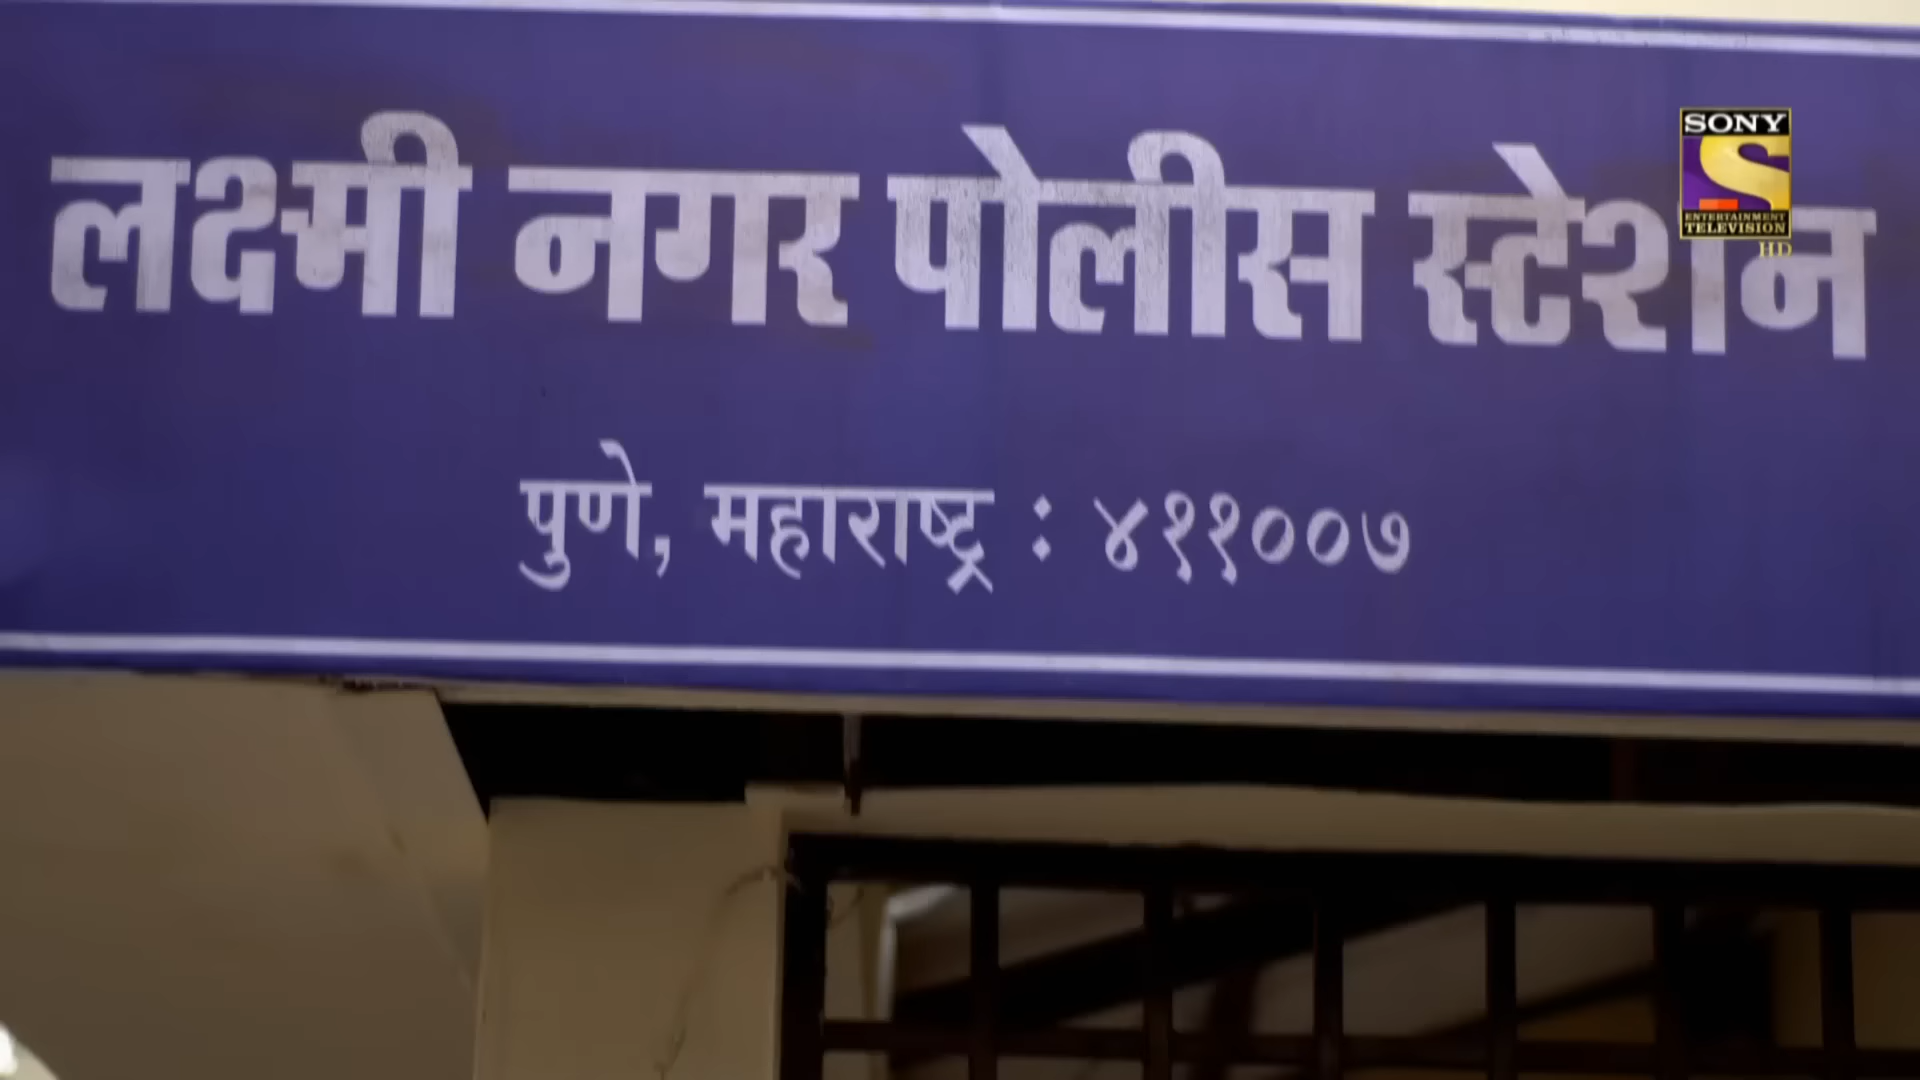 लक्ष्मी नगर पोलीस स्टेशन
पुणे, महाराष्ट्र : ४११००७
SONY
ENTERTAINMENT
TELEVISION
HD